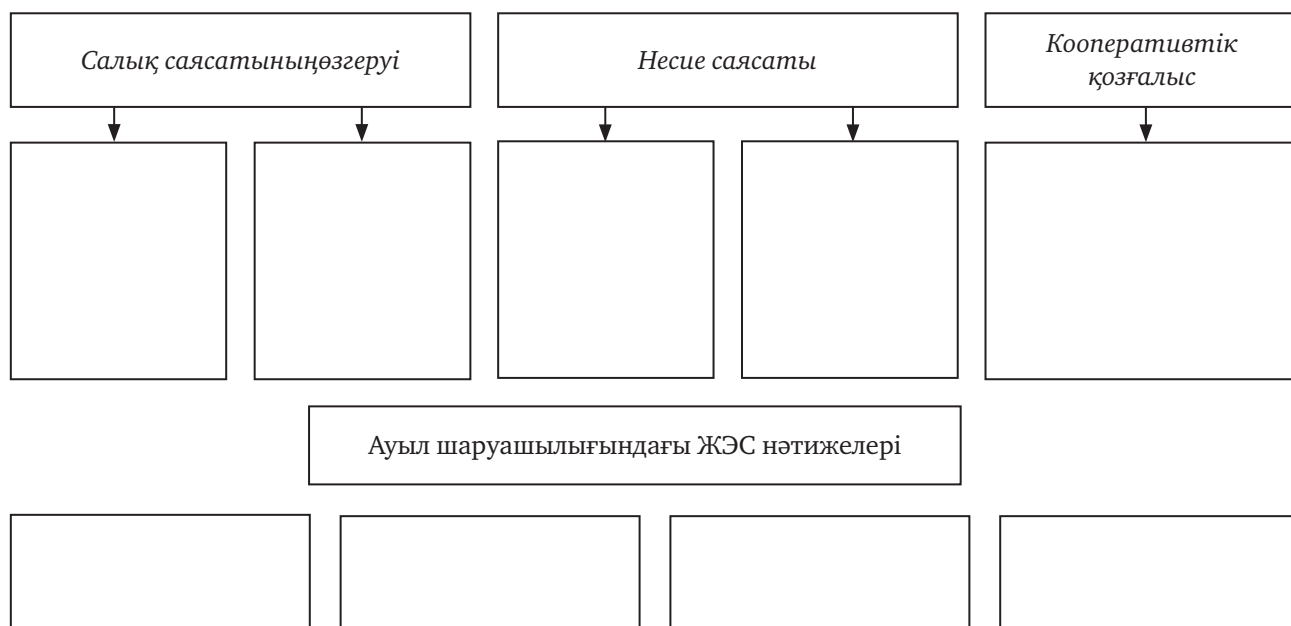 Салық саясатыныңөзгеруі
Несие саясаты
Кооперативтік
қозғалыс
Ауыл шаруашылығындағы ЖЭС нәтижелері